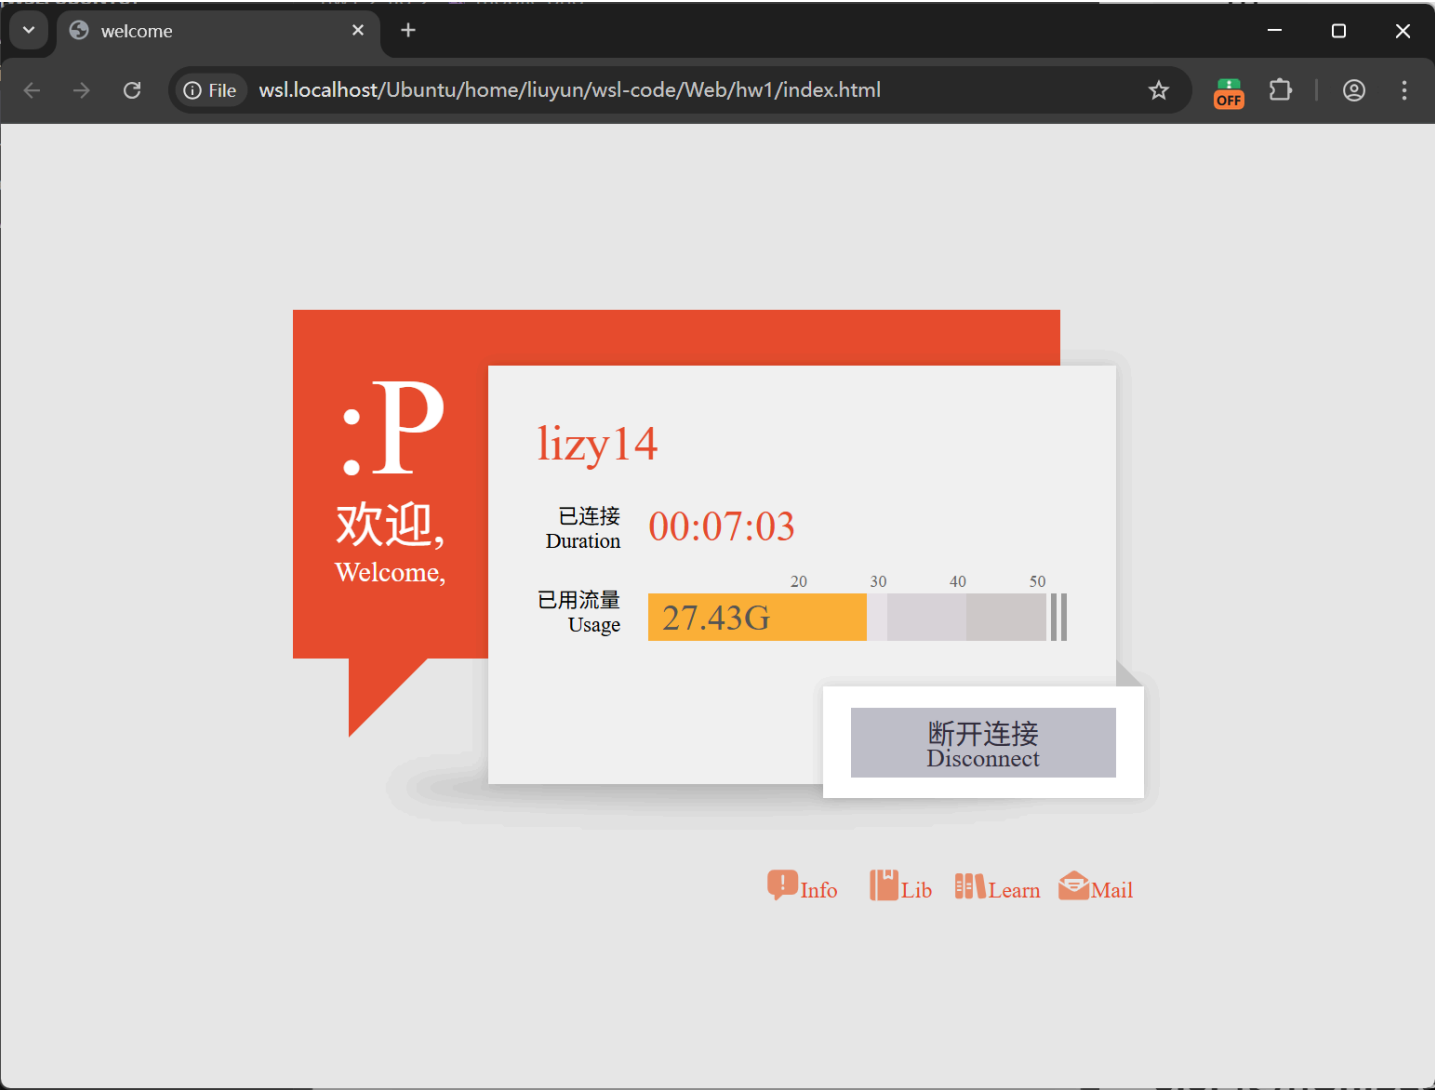 welcome
File
wsl.localhost/Ubuntu/home/liuyun/wsl-code/Web/hw1/index.html
OFF
:P
欢迎,
Welcome,
lizy14
已连接
Duration
00:07:03
20 30 40 50
已用流量
Usage
27.43G
断开连接
Disconnect
Info Lib Learn Mail